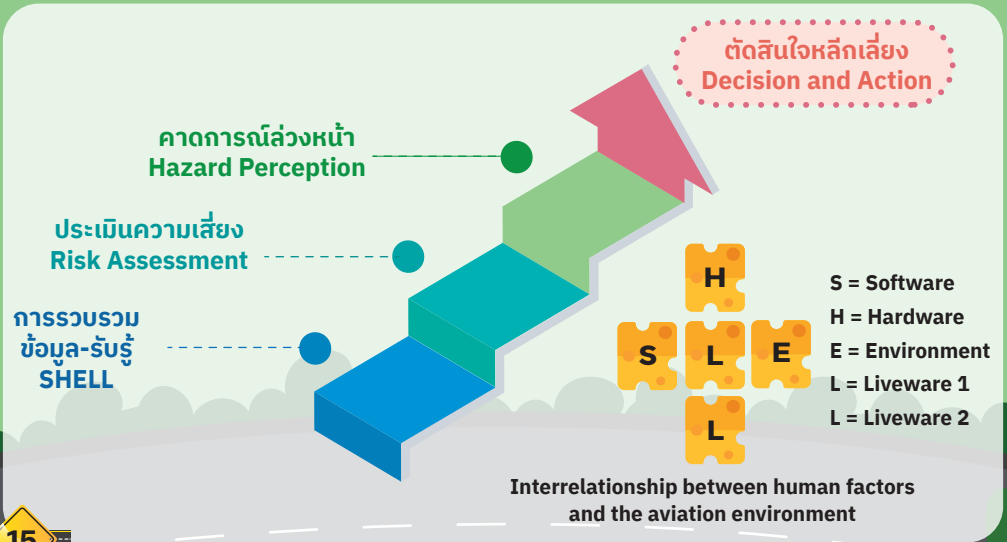 ตัดสินใจหลีกเลี่ยง
Decision and Action
คาดการณ์ล่วงหน้า
Hazard Perception
ประเมินความเสี่ยง
Risk Assessment
การรวบรวม
ข้อมูล-รับรู้
SHELL
H
S L E
L
S = Software
H = Hardware
E = Environment
L = Liveware 1
L = Liveware 2
Interrelationship between human factors
and the aviation environment
15